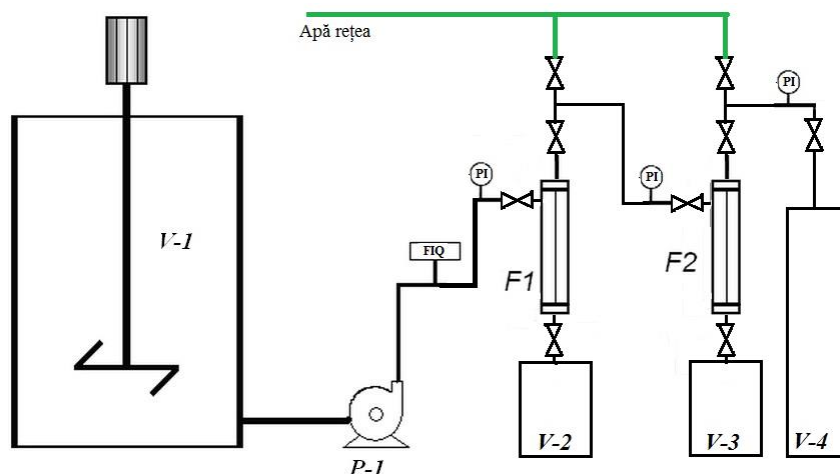 Apă rețea
PI
V-1
PI
PI
FIQ
F1
F2
V-2
V-3
V-4
P-1